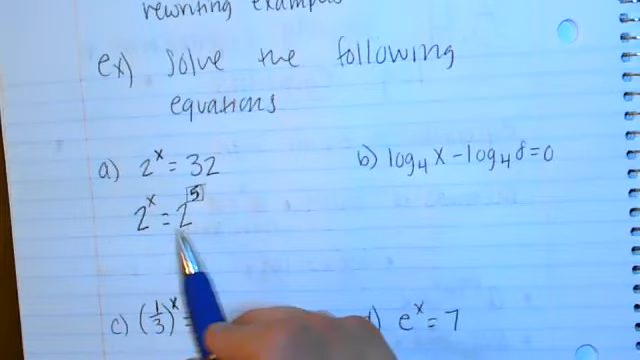 rewriting examples
ex) Solve the following
equations
a) 2^x = 32
b) log₄ x - log₄ 8 = 0
2^x = 2^5
c) (1/3)^x =
d) e^x = 7